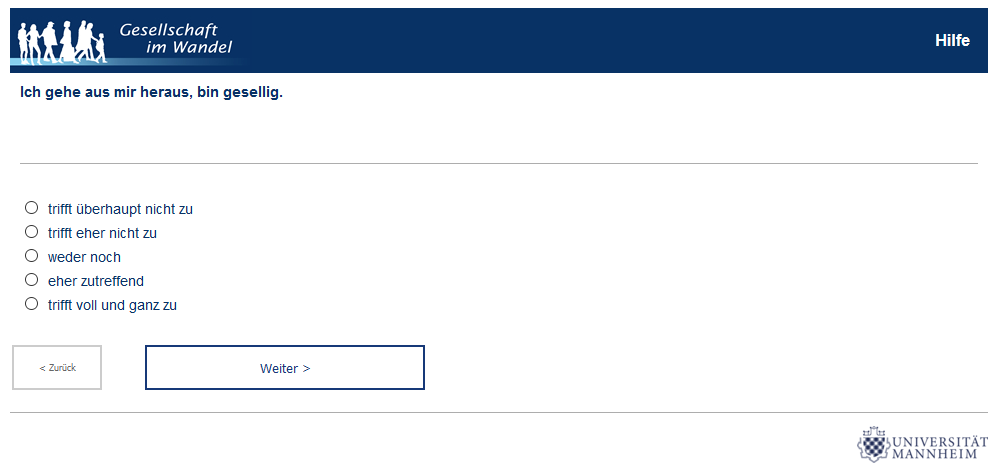 Gesellschaft
im Wandel
Hilfe
Ich gehe aus mir heraus, bin gesellig.
trifft überhaupt nicht zu
trifft eher nicht zu
weder noch
eher zutreffend
trifft voll und ganz zu
< Zurück
Weiter >
UNIVERSITÄT
MANNHEIM